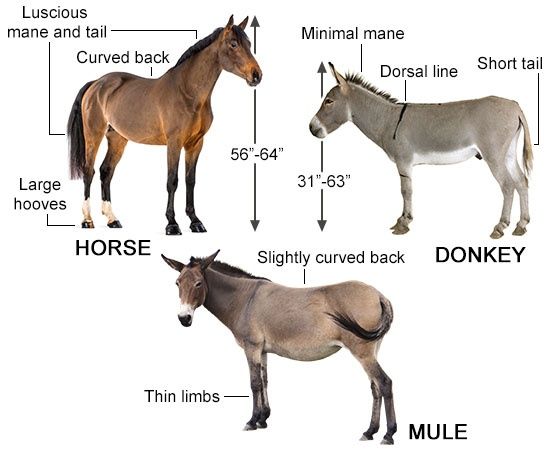 Luscious
mane and tail
Curved back
56”-64”
Large
hooves
HORSE
Minimal mane
Dorsal line
Short tail
31”-63”
DONKEY
Slightly curved back
Thin limbs
MULE